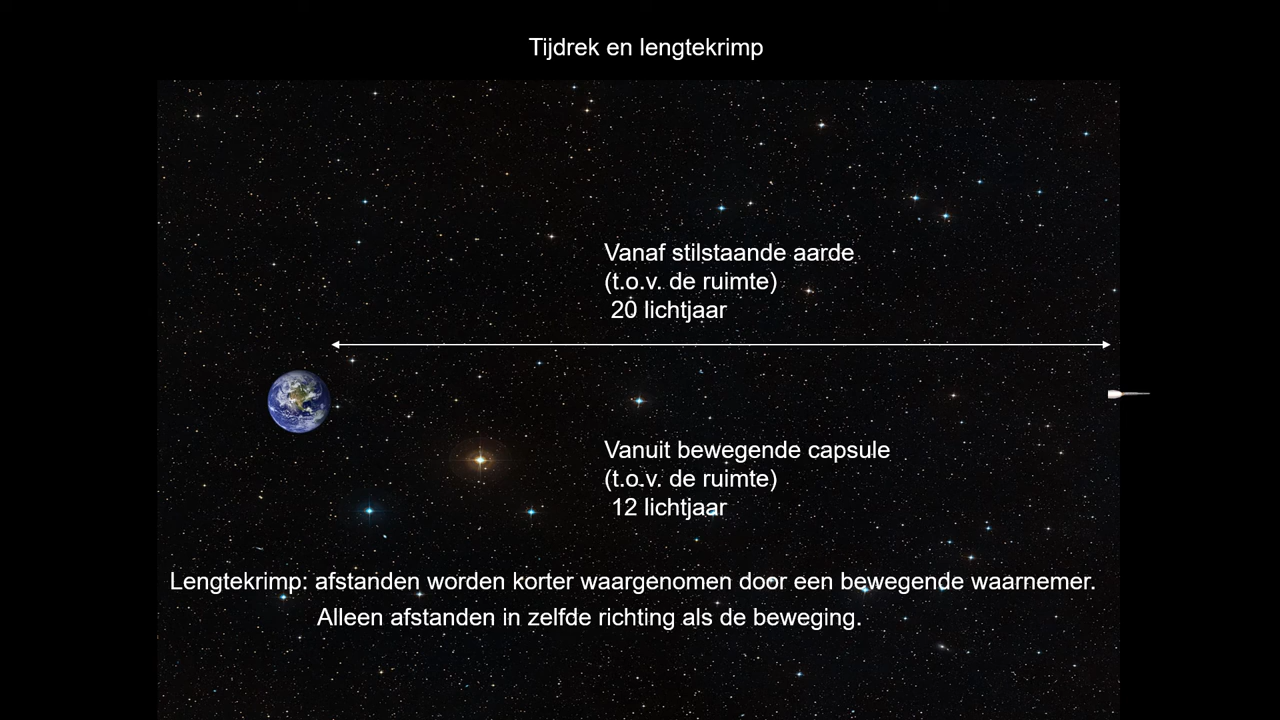 Tijdrek en lengtekrimp
Vanaf stilstaande aarde
(t.o.v. de ruimte)
20 lichtjaar
Vanuit bewegende capsule
(t.o.v. de ruimte)
12 lichtjaar
Lengtekrimp: afstanden worden korter waargenomen door een bewegende waarnemer.
Alleen afstanden in zelfde richting als de beweging.